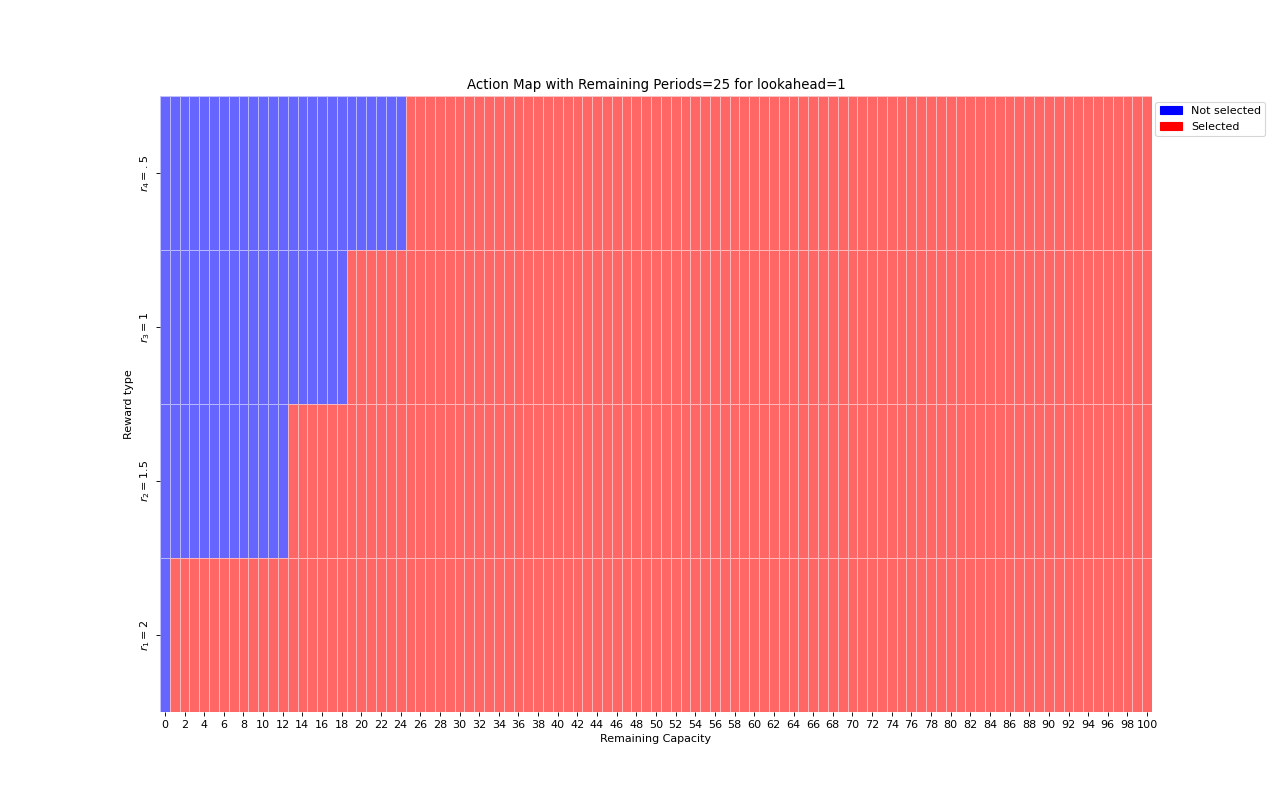 Action Map with Remaining Periods=25 for lookahead=1
Not selected
Selected
r₄ = .5
r₃ = 1
r₂ = 1.5
r₁ = 2
Reward type
0 2 4 6 8 10 12 14 16 18 20 22 24 26 28 30 32 34 36 38 40 42 44 46 48 50 52 54 56 58 60 62 64 66 68 70 72 74 76 78 80 82 84 86 88 90 92 94 96 98 100
Remaining Capacity